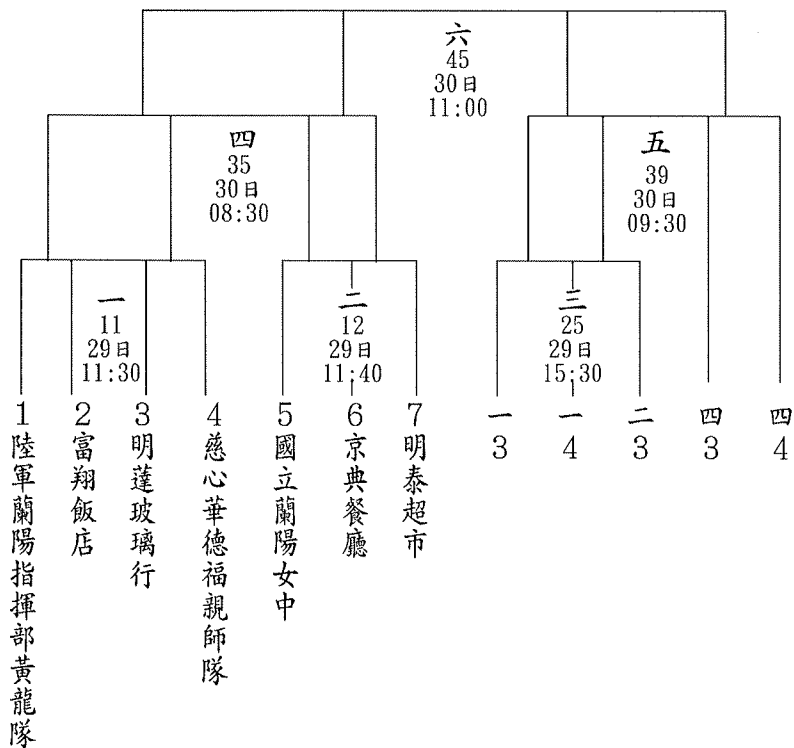 六
45
30日
11:00
四
35
30日
08:30
五
39
30日
09:30
一
11
29日
11:30
二
12
29日
11:40
三
25
29日
15:30
1陸軍蘭陽指揮部黃龍隊
2富翔飯店
3明蓬玻璃行
4慈心華德福親師隊
5國立蘭陽女中
6京典餐廳
7明泰超市
一3
一4
二3
四3
四4